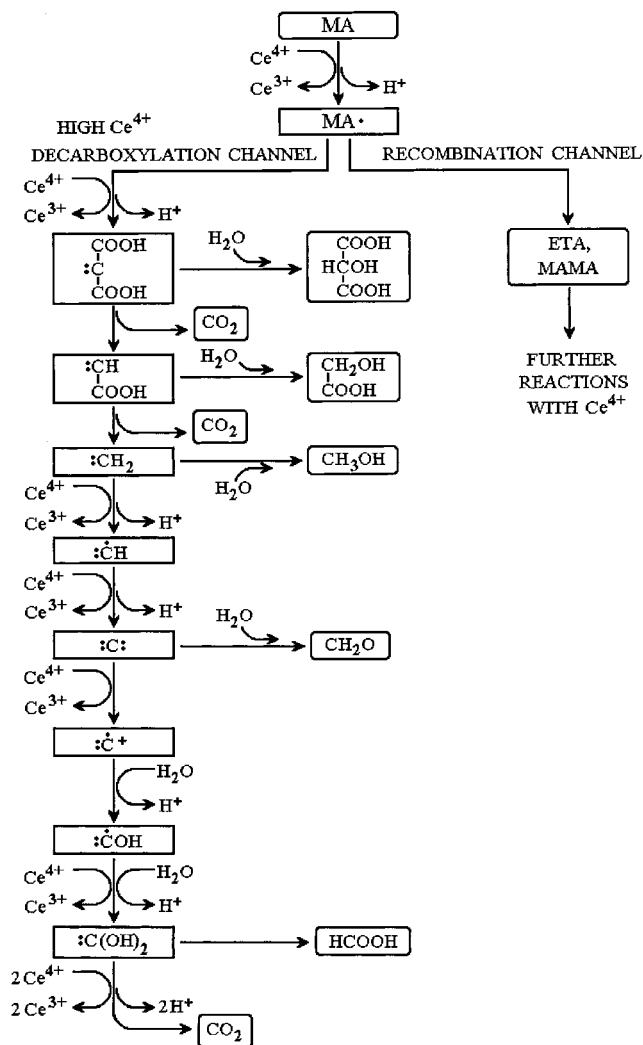 MA
Ce⁴⁺
Ce³⁺ H⁺
MA·
HIGH Ce⁴⁺
DECARBOXYLATION CHANNEL RECOMBINATION CHANNEL
Ce⁴⁺
Ce³⁺ H⁺
COOH
:C
COOH
H₂O
COOH
HCOH
COOH
ETA,
MAMA
CO₂
:CH
COOH
H₂O
CH₂OH
COOH
FURTHER
REACTIONS
WITH Ce⁴⁺
CO₂
:CH₂
H₂O
CH₃OH
Ce⁴⁺
Ce³⁺ H⁺
:ĊH
Ce⁴⁺
Ce³⁺ H⁺
:C:
H₂O
CH₂O
Ce⁴⁺
Ce³⁺
:Ċ+
H₂O
H⁺
:ĊOH
Ce⁴⁺ H₂O
Ce³⁺ H⁺
:C(OH)₂
HCOOH
2Ce⁴⁺
2Ce³⁺ 2H⁺
CO₂